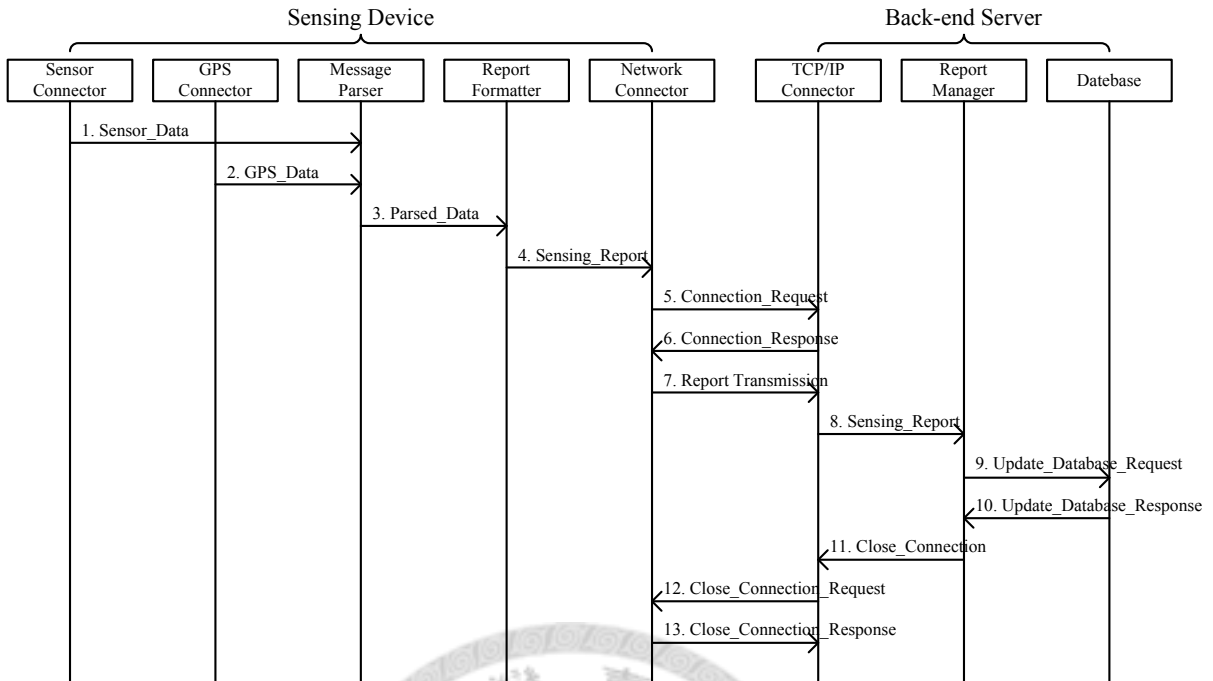 Sensing Device
Back-end Server
Sensor
Connector
GPS
Connector
Message
Parser
Report
Formatter
Network
Connector
TCP/IP
Connector
Report
Manager
Datebase
1. Sensor_Data
2. GPS_Data
3. Parsed_Data
4. Sensing_Report
5. Connection_Request
6. Connection_Response
7. Report Transmission
8. Sensing_Report
9. Update_Database_Request
10. Update_Database_Response
11. Close_Connection
12. Close_Connection_Request
13. Close_Connection_Response